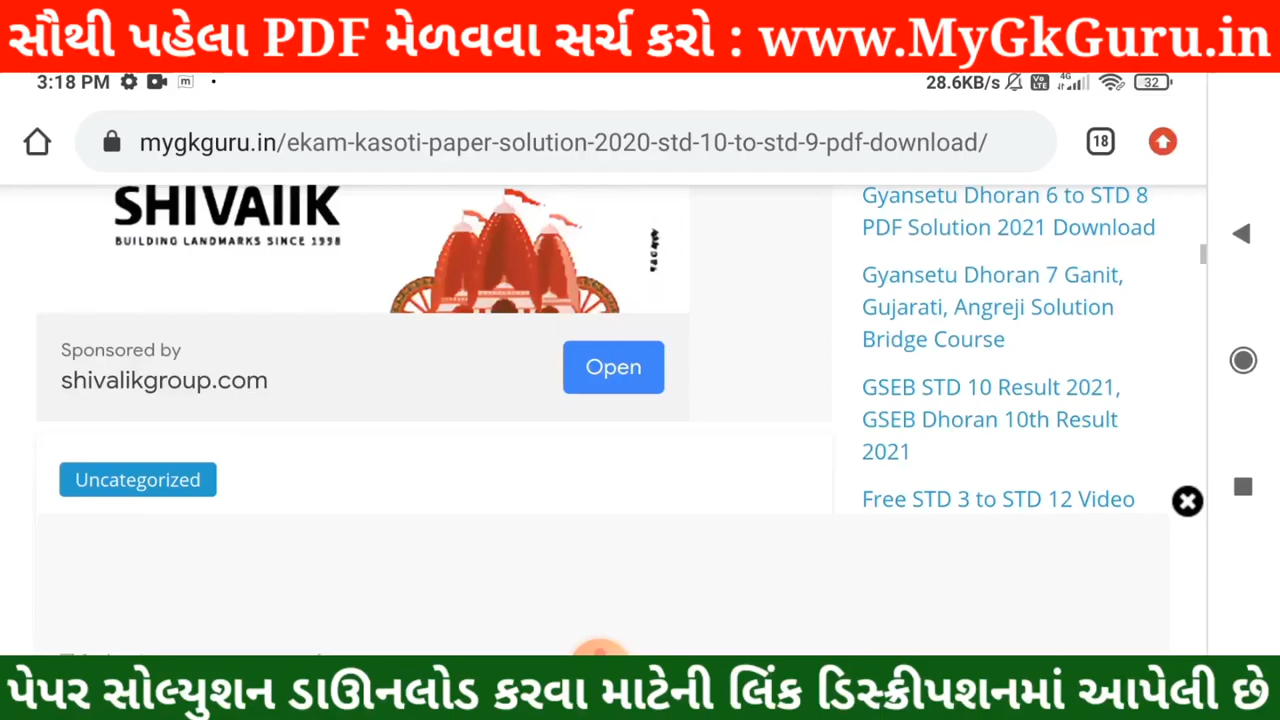 સૌથી પહેલા PDF મેળવવા સર્ચ કરો : www.MyGkGuru.in
3:18 PM
28.6KB/s
4G
32
mygkguru.in/ekam-kasoti-paper-solution-2020-std-10-to-std-9-pdf-download/
18
SHIVALIK
BUILDING LANDMARKS SINCE 1998
Sponsored by
shivalikgroup.com
Open
Uncategorized
Gyansetu Dhoran 6 to STD 8
PDF Solution 2021 Download
Gyansetu Dhoran 7 Ganit,
Gujarati, Angreji Solution
Bridge Course
GSEB STD 10 Result 2021,
GSEB Dhoran 10th Result
2021
Free STD 3 to STD 12 Video
પેપર સોલ્યુશન ડાઊનલોડ કરવા માટેની લિંક ડિસ્ક્રીપશનમાં આપેલી છે